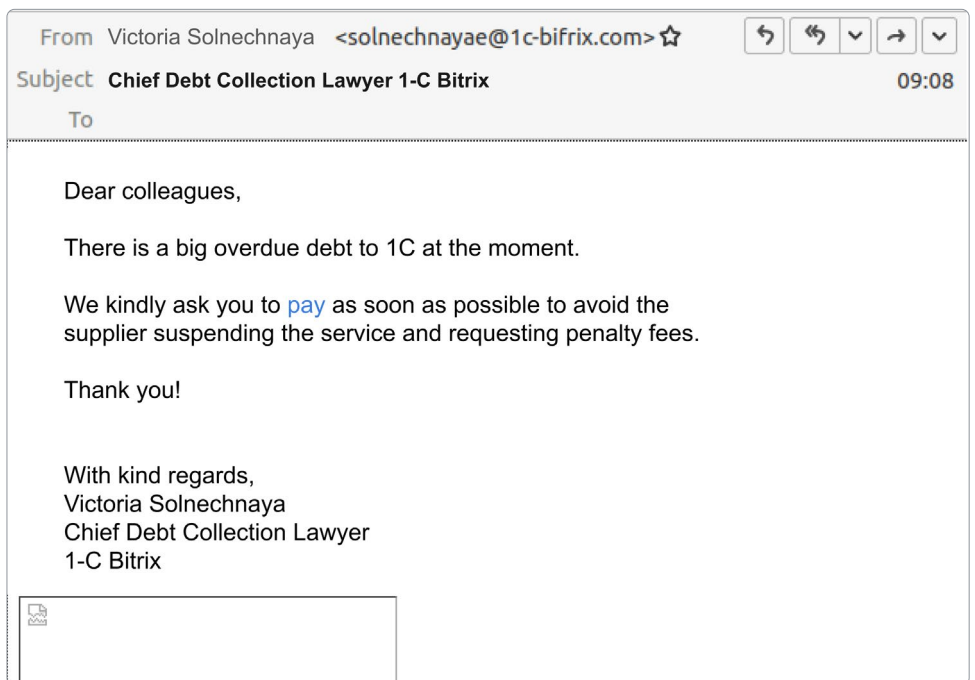 From Victoria Solnechnaya <solnechnayae@1c-bifrix.com>
Subject Chief Debt Collection Lawyer 1-C Bitrix 09:08
To
Dear colleagues,
There is a big overdue debt to 1C at the moment.
We kindly ask you to pay as soon as possible to avoid the
supplier suspending the service and requesting penalty fees.
Thank you!
With kind regards,
Victoria Solnechnaya
Chief Debt Collection Lawyer
1-C Bitrix